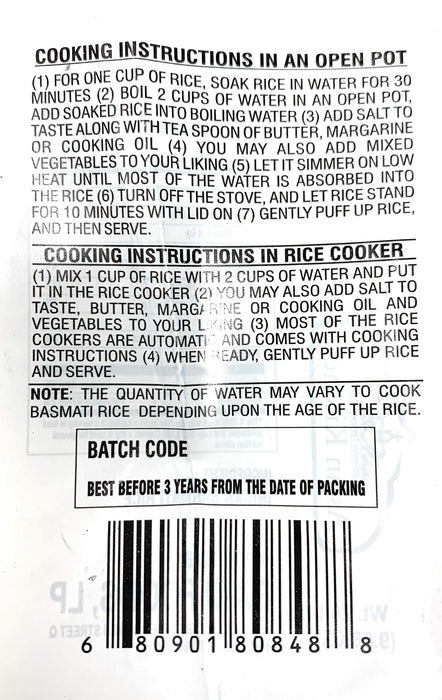 COOKING INSTRUCTIONS IN AN OPEN POT
(1) FOR ONE CUP OF RICE, SOAK RICE IN WATER FOR 30
MINUTES (2) BOIL 2 CUPS OF WATER IN AN OPEN POT,
ADD SOAKED RICE INTO BOILING WATER (3) ADD SALT TO
TASTE ALONG WITH TEA SPOON OF BUTTER, MARGARINE
OR COOKING OIL (4) YOU MAY ALSO ADD MIXED
VEGETABLES TO YOUR LIKING (5) LET IT SIMMER ON LOW
HEAT UNTIL MOST OF THE WATER IS ABSORBED INTO
THE RICE (6) TURN OFF THE STOVE, AND LET RICE STAND
FOR 10 MINUTES WITH LID ON (7) GENTLY PUFF UP RICE,
AND THEN SERVE.
COOKING INSTRUCTIONS IN RICE COOKER
(1) MIX 1 CUP OF RICE WITH 2 CUPS OF WATER AND PUT
IT IN THE RICE COOKER (2) YOU MAY ALSO ADD SALT TO
TASTE, BUTTER, MARGARINE OR COOKING OIL AND
VEGETABLES TO YOUR LIKING (3) MOST OF THE RICE
COOKERS ARE AUTOMATIC AND COMES WITH COOKING
INSTRUCTIONS (4) WHEN READY, GENTLY PUFF UP RICE
AND SERVE.
NOTE: THE QUANTITY OF WATER MAY VARY TO COOK
BASMATI RICE DEPENDING UPON THE AGE OF THE RICE.
BATCH CODE
BEST BEFORE 3 YEARS FROM THE DATE OF PACKING
6 80901 80848 8